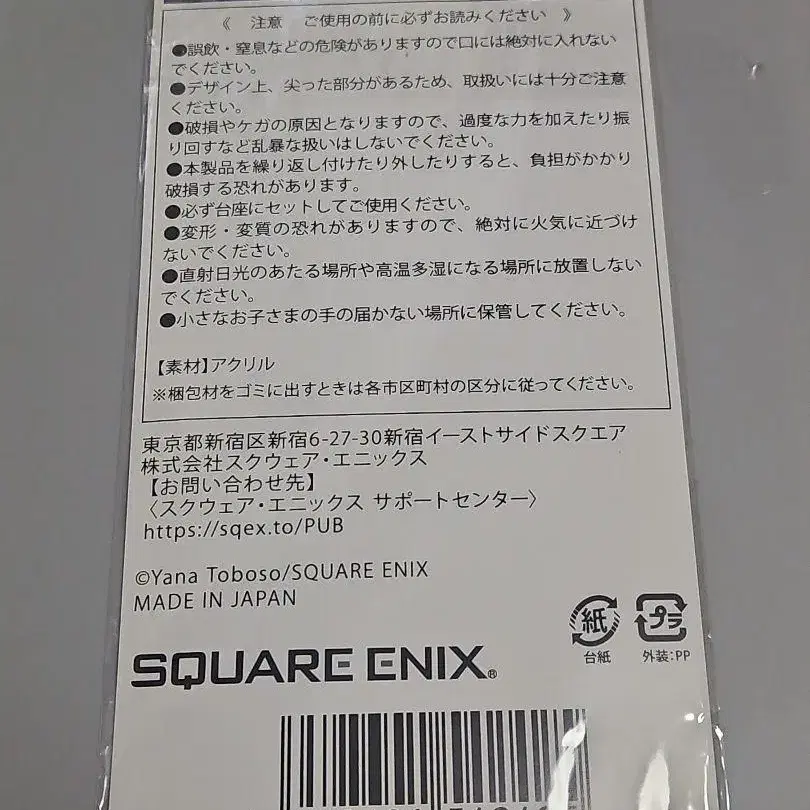 《 注意 ご使用の前に必ずお読みください 》
●誤飲・窒息などの危険がありますので口には絶対に入れない
でください。
●デザイン上、尖った部分があるため、取扱いには十分ご注意
ください。
●破損やケガの原因となりますので、過度な力を加えたり振
り回すなど乱暴な扱いはしないでください。
●本製品を繰り返し付けたり外したりすると、負担がかかり
破損する恐れがあります。
●必ず台座にセットしてご使用ください。
●変形・変質の恐れがありますので、絶対に火気に近づけ
ないでください。
●直射日光のあたる場所や高温多湿になる場所に放置しない
でください。
●小さなお子さまの手の届かない場所に保管してください。
【素材】アクリル
※梱包材をゴミに出すときは各市区町村の区分に従ってください。
東京都新宿区新宿6-27-30新宿イーストサイドスクエア
株式会社スクウェア・エニックス
【お問い合わせ先】
〈スクウェア・エニックス サポートセンター〉
https://sqex.to/PUB
©Yana Toboso/SQUARE ENIX
MADE IN JAPAN
紙
台紙
プラ
外装:PP
SQUARE ENIX®